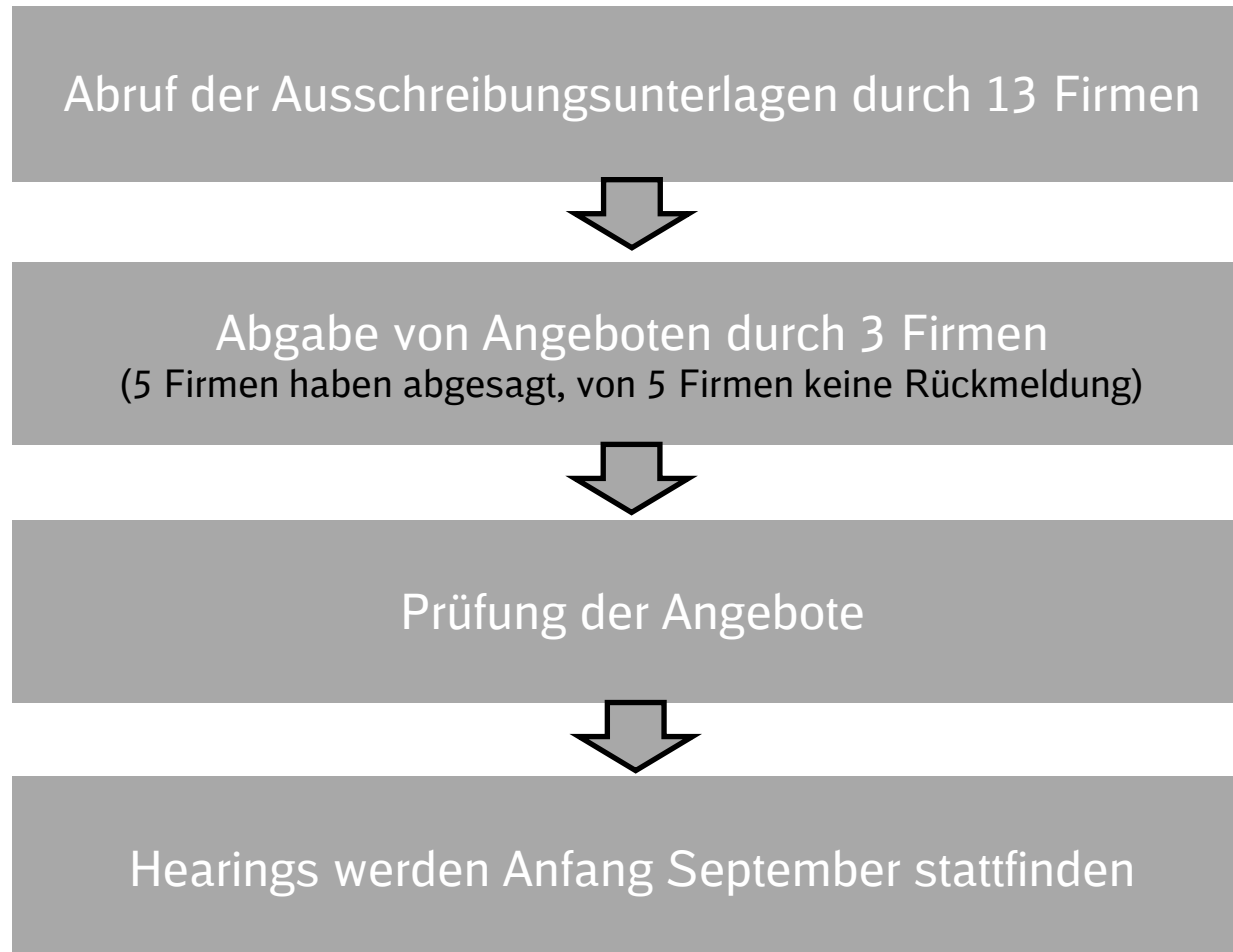 Abruf der Ausschreibungsunterlagen durch 13 Firmen
Abgabe von Angeboten durch 3 Firmen
(5 Firmen haben abgesagt, von 5 Firmen keine Rückmeldung)
Prüfung der Angebote
Hearings werden Anfang September stattfinden